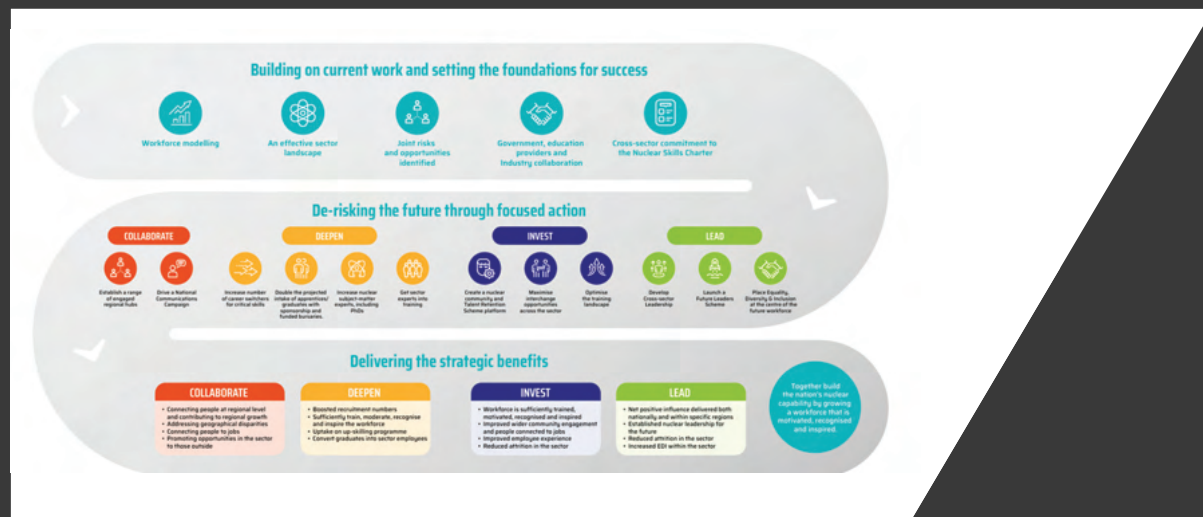 Building on current work and setting the foundations for success
Workforce modelling
An effective sector
landscape
Joint risks
and opportunities
identified
Government, education
providers and
Industry collaboration
Cross-sector commitment to
the Nuclear Skills Charter
De-risking the future through focused action
COLLABORATE
Establish a range
of engaged
regional hubs
Drive a National
Communications
Campaign
DEEPEN
Increase number
of career switchers
for critical skills
Double the projected
intake of apprentices/
graduates with
sponsorship and
funded bursaries.
Increase nuclear
subject-matter
experts, including
PhDs
Get sector
experts into
training
INVEST
Create a nuclear
community and
Talent Retention
Scheme platform
Maximise
interchange
opportunities
across the sector
Optimise
the training
landscape
LEAD
Develop
Cross-sector
Leadership
Launch a
Future Leaders
Scheme
Place Equality,
Diversity & Inclusion
at the centre of the
future workforce
Delivering the strategic benefits
COLLABORATE
• Connecting people at regional level
and contributing to regional growth
• Addressing geographical disparities
• Connecting people to jobs
• Promoting opportunities in the sector
to those outside
DEEPEN
• Boosted recruitment numbers
• Sufficiently train, moderate, recognise
and inspire the workforce
• Uptake on up-skilling programme
• Convert graduates into sector employees
INVEST
• Workforce is sufficiently trained,
motivated, recognised and inspired
• Improved wider community engagement
and people connected to jobs
• Improved employee experience
• Reduced attrition in the sector
LEAD
• Net positive influence delivered both
nationally and within specific regions
• Established nuclear leadership for
the future
• Reduced attrition in the sector
• Increased EDI within the sector
Together build
the nation's nuclear
capability by growing
a workforce that is
motivated, recognised
and inspired.